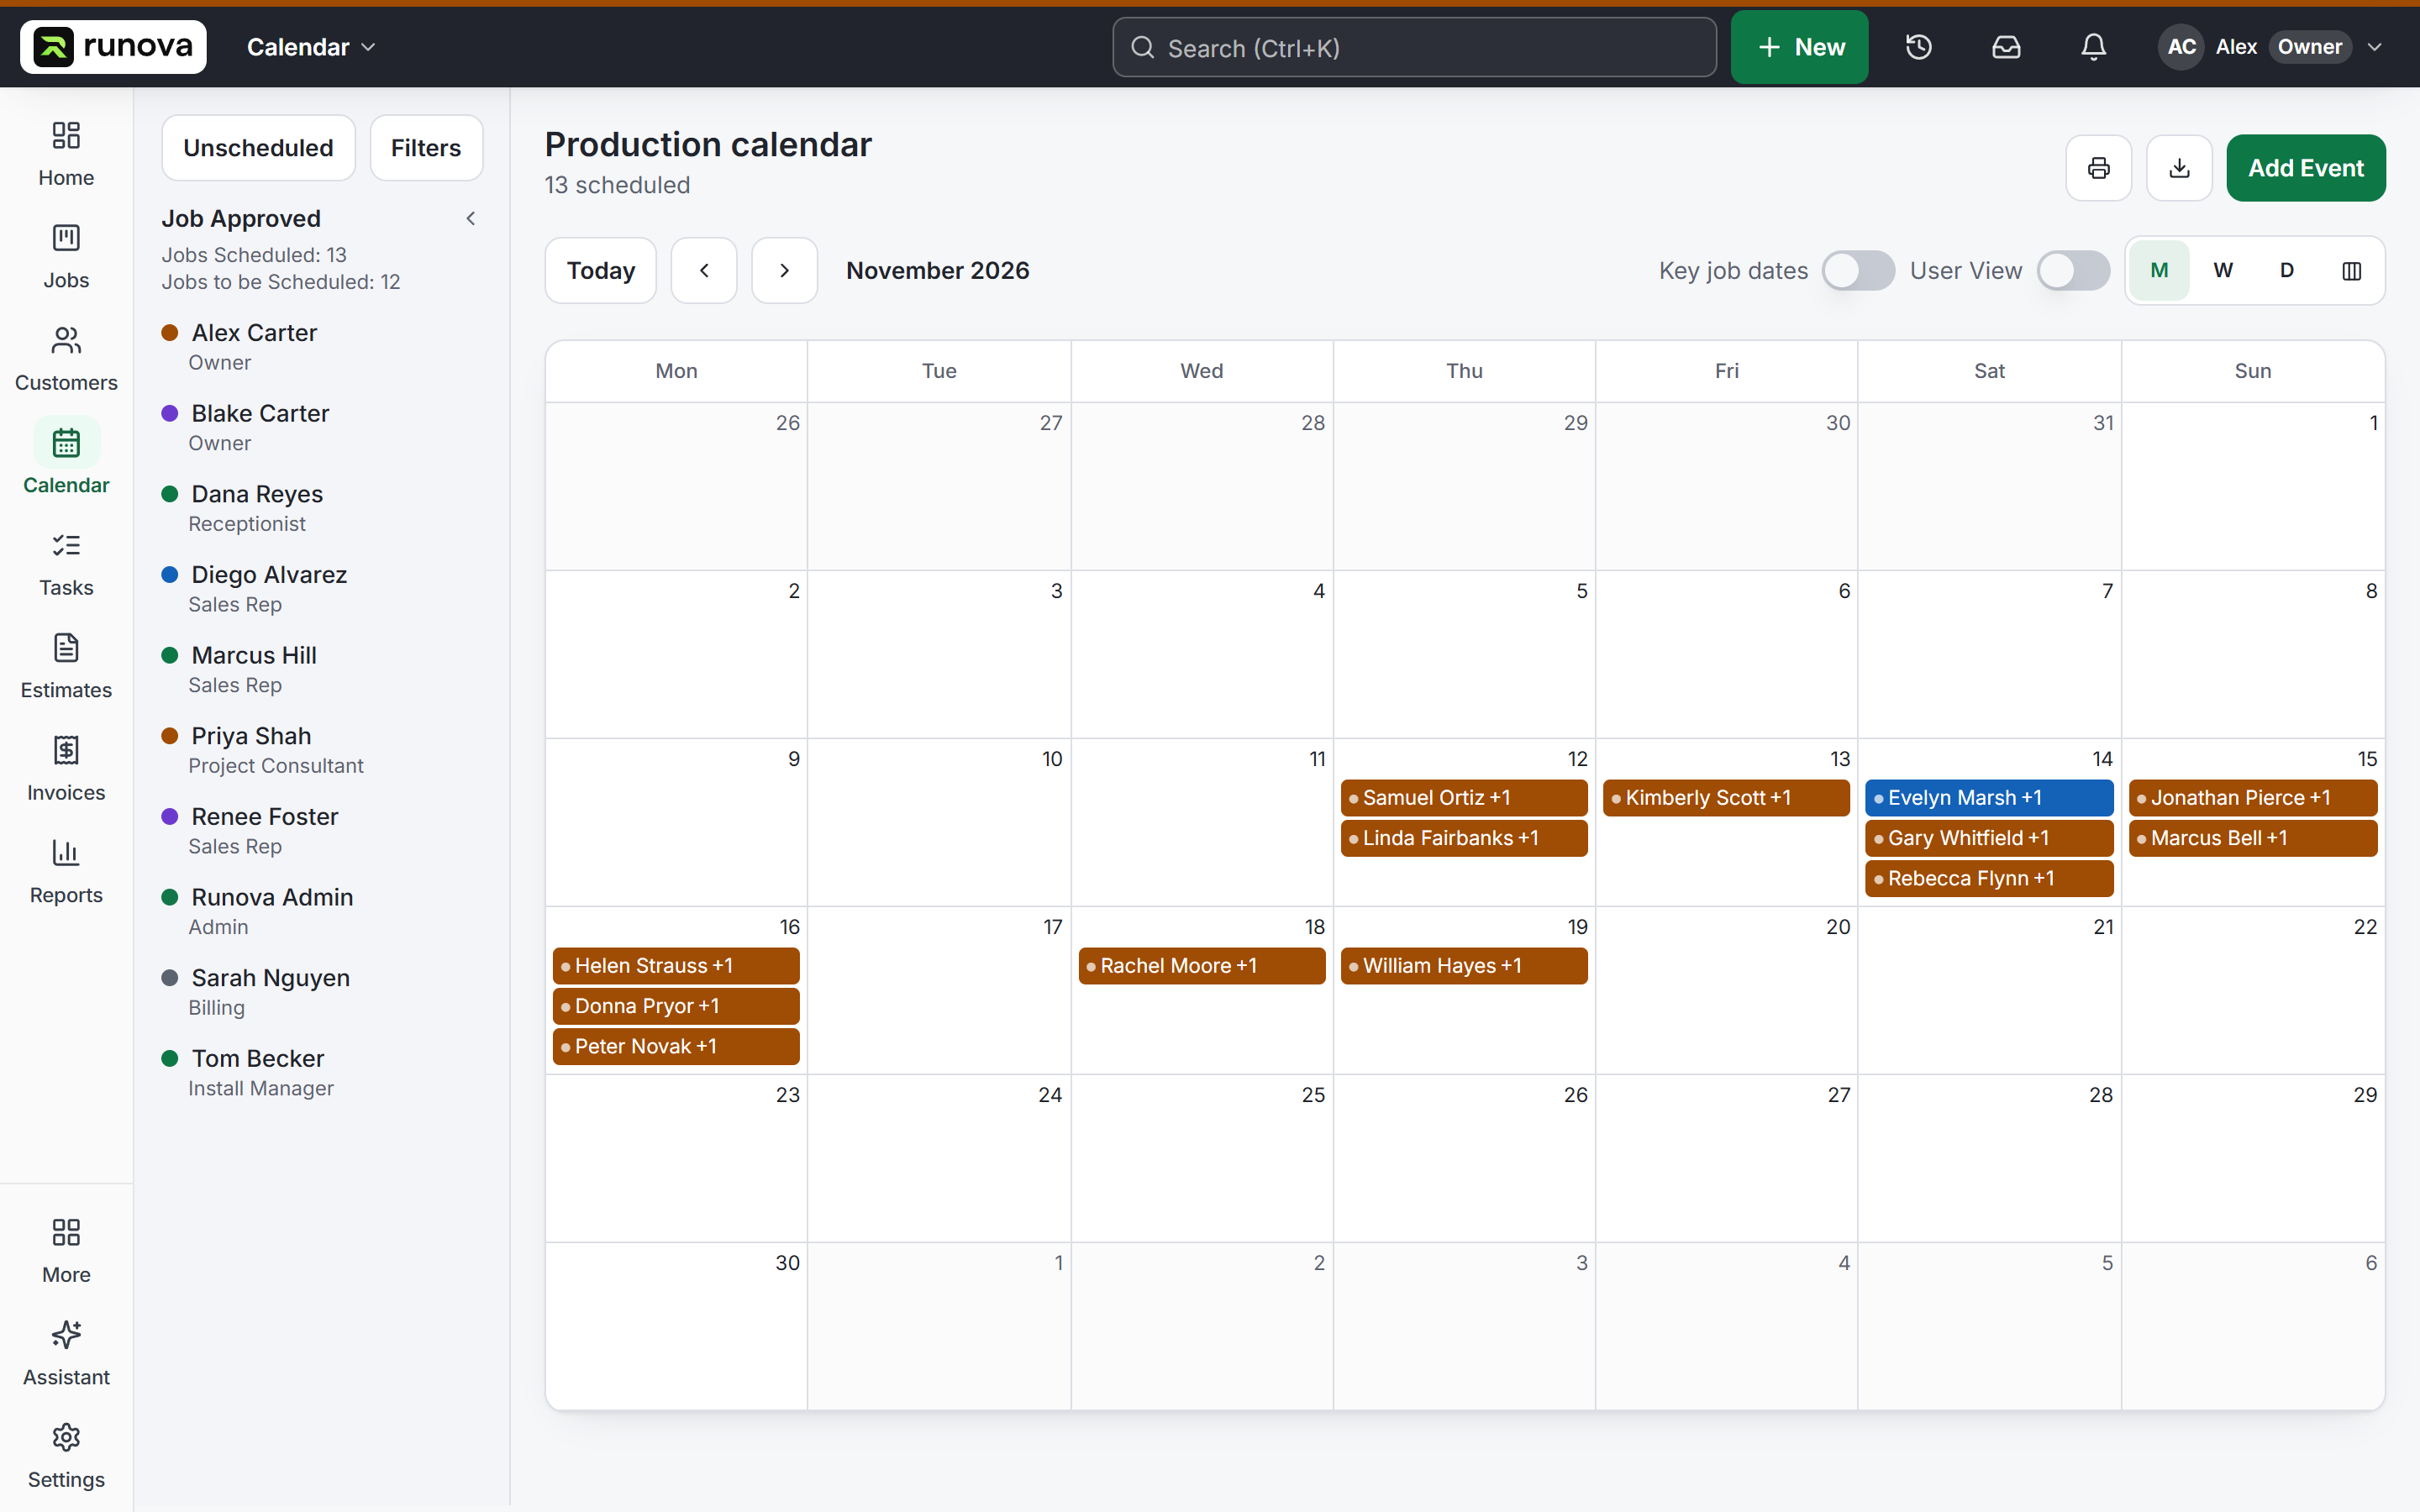 runova
Calendar
Search (Ctrl+K)
New
AC Alex Owner
Home
Jobs
Customers
Calendar
Tasks
Estimates
Invoices
Reports
More
Assistant
Settings
Unscheduled Filters
Job Approved
Jobs Scheduled: 13
Jobs to be Scheduled: 12
Alex Carter
Owner
Blake Carter
Owner
Dana Reyes
Receptionist
Diego Alvarez
Sales Rep
Marcus Hill
Sales Rep
Priya Shah
Project Consultant
Renee Foster
Sales Rep
Runova Admin
Admin
Sarah Nguyen
Billing
Tom Becker
Install Manager
Production calendar
13 scheduled
Add Event
Today
November 2026
Key job dates
User View
M W D
Mon Tue Wed Thu Fri Sat Sun
26 27 28 29 30 31 1
2 3 4 5 6 7 8
9 10 11 12 13 14 15
Samuel Ortiz +1 Kimberly Scott +1 Evelyn Marsh +1 Jonathan Pierce +1
Linda Fairbanks +1 Gary Whitfield +1 Marcus Bell +1
Rebecca Flynn +1
16 17 18 19 20 21 22
Helen Strauss +1 Rachel Moore +1 William Hayes +1
Donna Pryor +1
Peter Novak +1
23 24 25 26 27 28 29
30 1 2 3 4 5 6